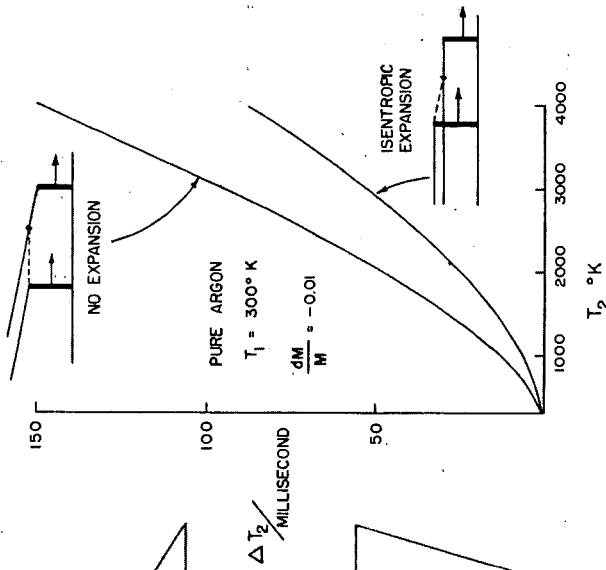 150
100
50
ΔT₂/
MILLISECOND
NO EXPANSION
PURE ARGON
T₁ = 300° K
dM
M
= -0.01
ISENTROPIC
EXPANSION
1000
2000
3000
4000
T₂ °K